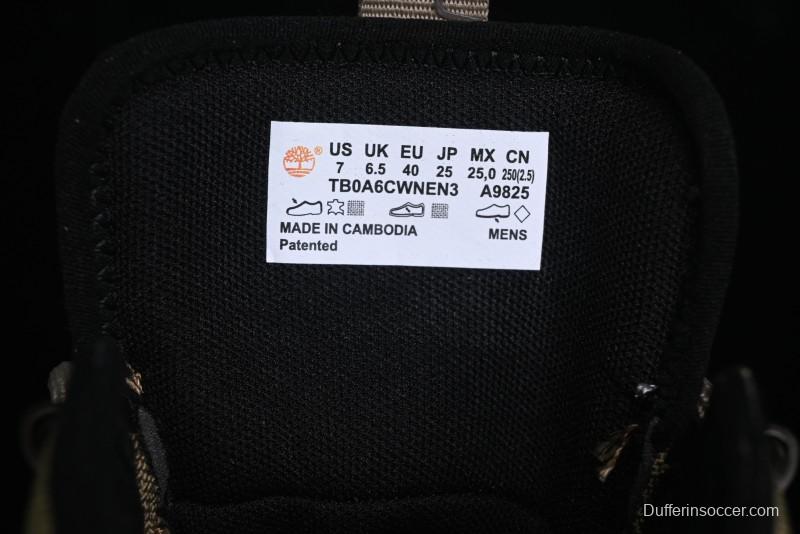 ® US UK EU JP MX CN
7 6.5 40 25 25,0 250(2.5)
TB0A6CWNEN3 A9825
MADE IN CAMBODIA MENS
Patented
Dufferinsoccer.com